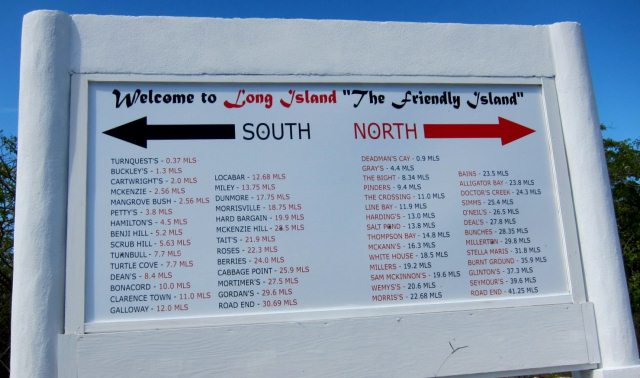 Welcome to Long Island "The Friendly Island"
SOUTH
TURNQUEST'S - 0.37 MLS
BUCKLEY'S - 1.3 MLS
CARTWRIGHT'S - 2.0 MLS
MCKENZIE - 2.56 MLS
MANGROVE BUSH - 2.56 MLS
PETTY'S - 3.8 MLS
HAMILTON'S - 4.5 MLS
BENJI HILL - 5.2 MLS
SCRUB HILL - 5.63 MLS
TURNBULL - 7.7 MLS
TURTLE COVE - 7.7 MLS
DEAN'S - 8.4 MLS
BONACORD - 10.0 MLS
CLARENCE TOWN - 11.0 MLS
GALLOWAY - 12.0 MLS
LOCABAR - 12.68 MLS
MILEY - 13.75 MLS
DUNMORE - 17.75 MLS
MORRISVILLE - 18.75 MLS
HARD BARGAIN - 19.9 MLS
MCKENZIE HILL - 20.5 MLS
TAIT'S - 21.9 MLS
ROSES - 22.3 MLS
BERRIES - 24.0 MLS
CABBAGE POINT - 25.9 MLS
MORTIMER'S - 27.5 MLS
GORDAN'S - 29.6 MLS
ROAD END - 30.69 MLS
NORTH
DEADMAN'S CAY - 0.9 MLS
GRAY'S - 4.4 MLS
THE BIGHT - 8.34 MLS
PINDERS - 9.4 MLS
THE CROSSING - 11.0 MLS
LINE BAY - 11.9 MLS
HARDING'S - 13.0 MLS
SALT POND - 13.8 MLS
THOMPSON BAY - 14.8 MLS
MCKANN'S - 16.3 MLS
WHITE HOUSE - 18.5 MLS
MILLERS - 19.2 MLS
SAM MCKINNON'S - 19.6 MLS
WEMYS'S - 20.6 MLS
MORRIS'S - 22.68 MLS
BAINS - 23.5 MLS
ALLIGATOR BAY - 23.8 MLS
DOCTOR'S CREEK - 24.3 MLS
SIMMS - 25.4 MLS
O'NEIL'S - 26.5 MLS
DEAL'S - 27.8 MLS
BUNCHES - 28.35 MLS
MILLERTON - 29.8 MLS
STELLA MARIS - 31.8 MLS
BURNT GROUND - 35.9 MLS
GLINTON'S - 37.3 MLS
SEYMOUR'S - 39.6 MLS
ROAD END - 41.25 MLS